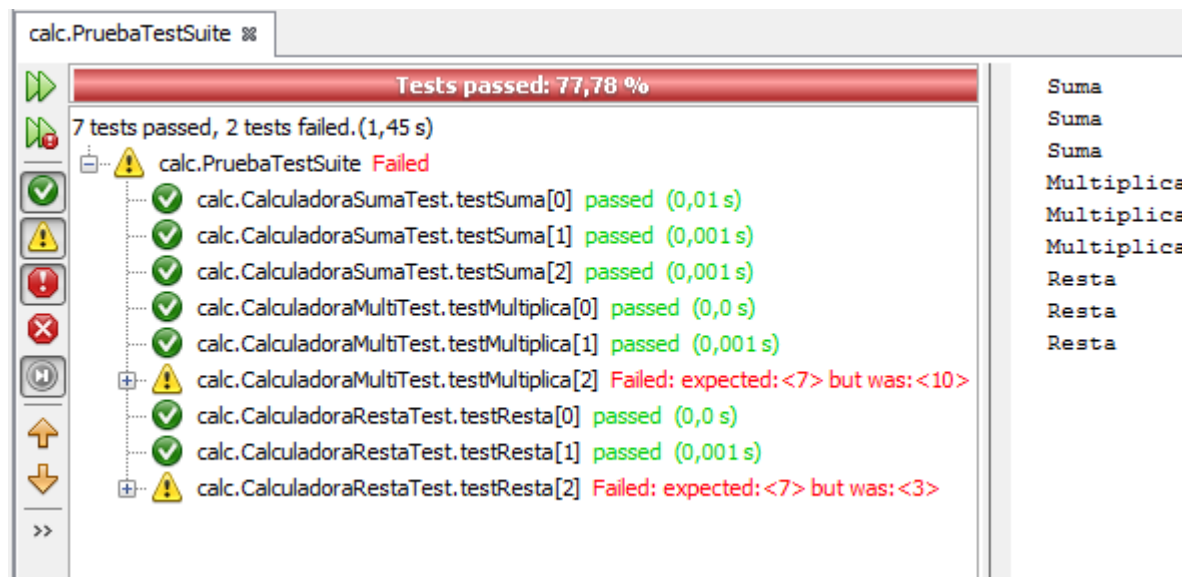 calc.PruebaTestSuite
Tests passed: 77,78 %
7 tests passed, 2 tests failed.(1,45 s)
calc.PruebaTestSuite Failed
calc.CalculadoraSumaTest.testSuma[0] passed (0,01 s)
calc.CalculadoraSumaTest.testSuma[1] passed (0,001 s)
calc.CalculadoraSumaTest.testSuma[2] passed (0,001 s)
calc.CalculadoraMultiTest.testMultiplica[0] passed (0,0 s)
calc.CalculadoraMultiTest.testMultiplica[1] passed (0,001 s)
calc.CalculadoraMultiTest.testMultiplica[2] Failed: expected:<7> but was:<10>
calc.CalculadoraRestaTest.testResta[0] passed (0,0 s)
calc.CalculadoraRestaTest.testResta[1] passed (0,001 s)
calc.CalculadoraRestaTest.testResta[2] Failed: expected:<7> but was:<3>
>>
Suma
Suma
Suma
Multiplica
Multiplica
Multiplica
Resta
Resta
Resta